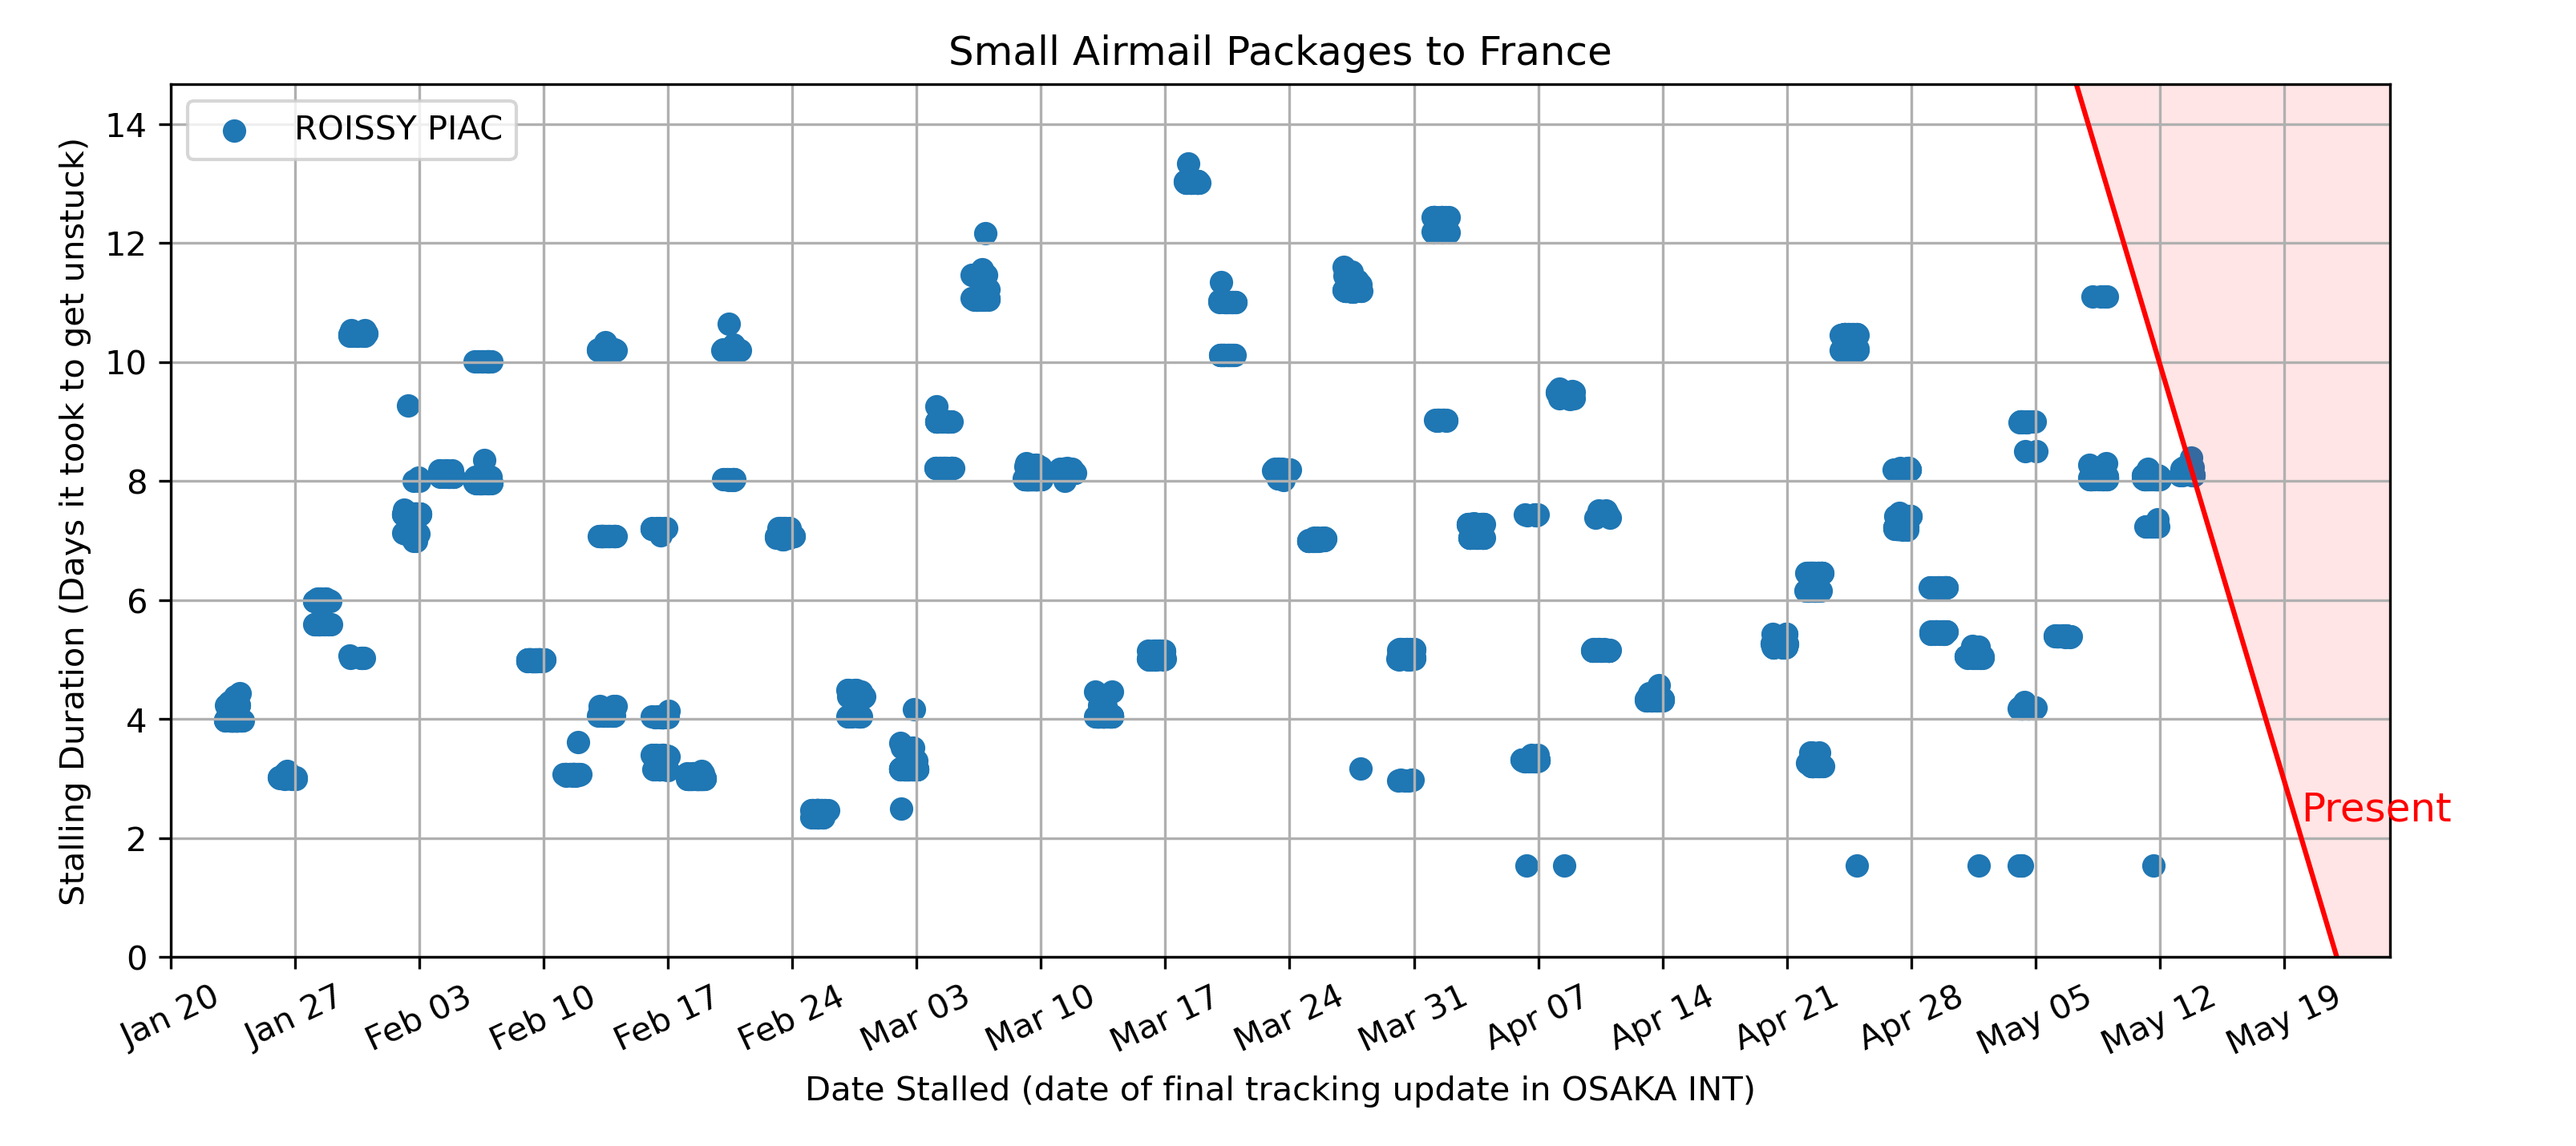 Small Airmail Packages to France
ROISSY PIAC
Stalling Duration (Days it took to get unstuck)
14
12
10
8
6
4
2
0
Present
Jan 20 Jan 27 Feb 03 Feb 10 Feb 17 Feb 24 Mar 03 Mar 10 Mar 17 Mar 24 Mar 31 Apr 07 Apr 14 Apr 21 Apr 28 May 05 May 12 May 19
Date Stalled (date of final tracking update in OSAKA INT)